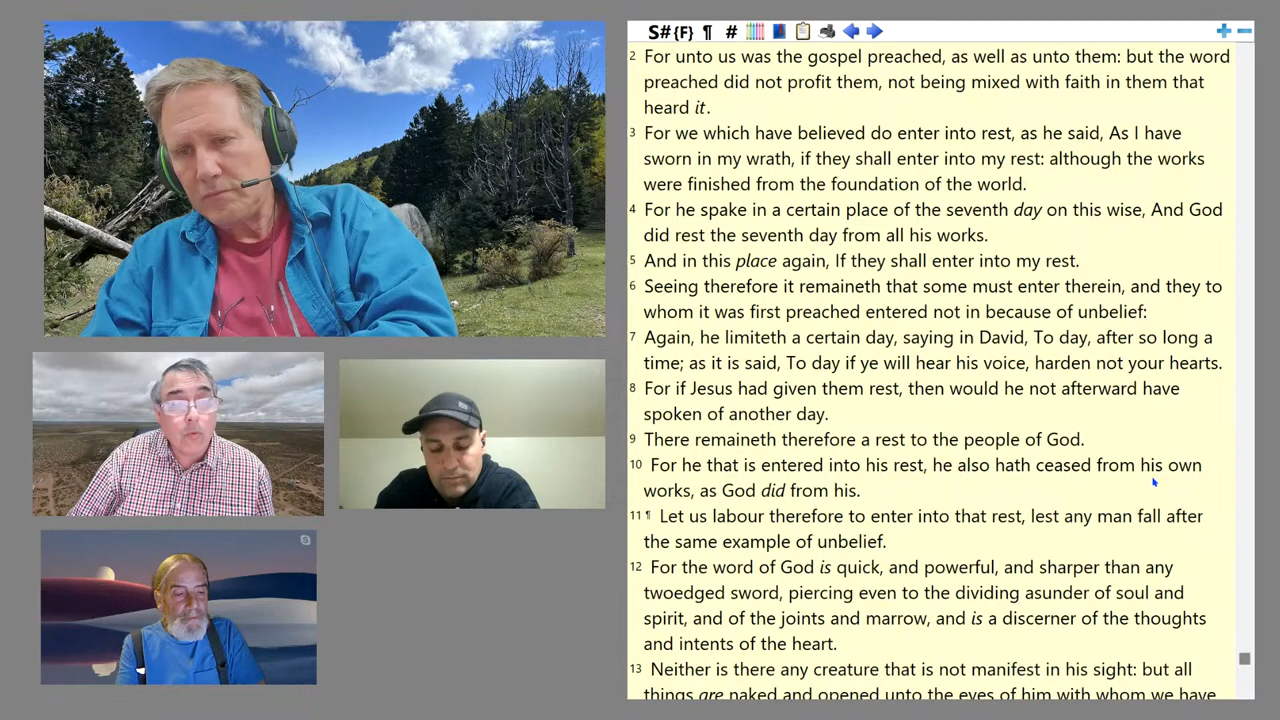 S# {F} ¶ #
2 For unto us was the gospel preached, as well as unto them: but the word
preached did not profit them, not being mixed with faith in them that
heard it.
3 For we which have believed do enter into rest, as he said, As I have
sworn in my wrath, if they shall enter into my rest: although the works
were finished from the foundation of the world.
4 For he spake in a certain place of the seventh day on this wise, And God
did rest the seventh day from all his works.
5 And in this place again, If they shall enter into my rest.
6 Seeing therefore it remaineth that some must enter therein, and they to
whom it was first preached entered not in because of unbelief:
7 Again, he limiteth a certain day, saying in David, To day, after so long a
time; as it is said, To day if ye will hear his voice, harden not your hearts.
8 For if Jesus had given them rest, then would he not afterward have
spoken of another day.
9 There remaineth therefore a rest to the people of God.
10 For he that is entered into his rest, he also hath ceased from his own
works, as God did from his.
11 ¶ Let us labour therefore to enter into that rest, lest any man fall after
the same example of unbelief.
12 For the word of God is quick, and powerful, and sharper than any
twoedged sword, piercing even to the dividing asunder of soul and
spirit, and of the joints and marrow, and is a discerner of the thoughts
and intents of the heart.
13 Neither is there any creature that is not manifest in his sight: but all
things are naked and opened unto the eyes of him with whom we have